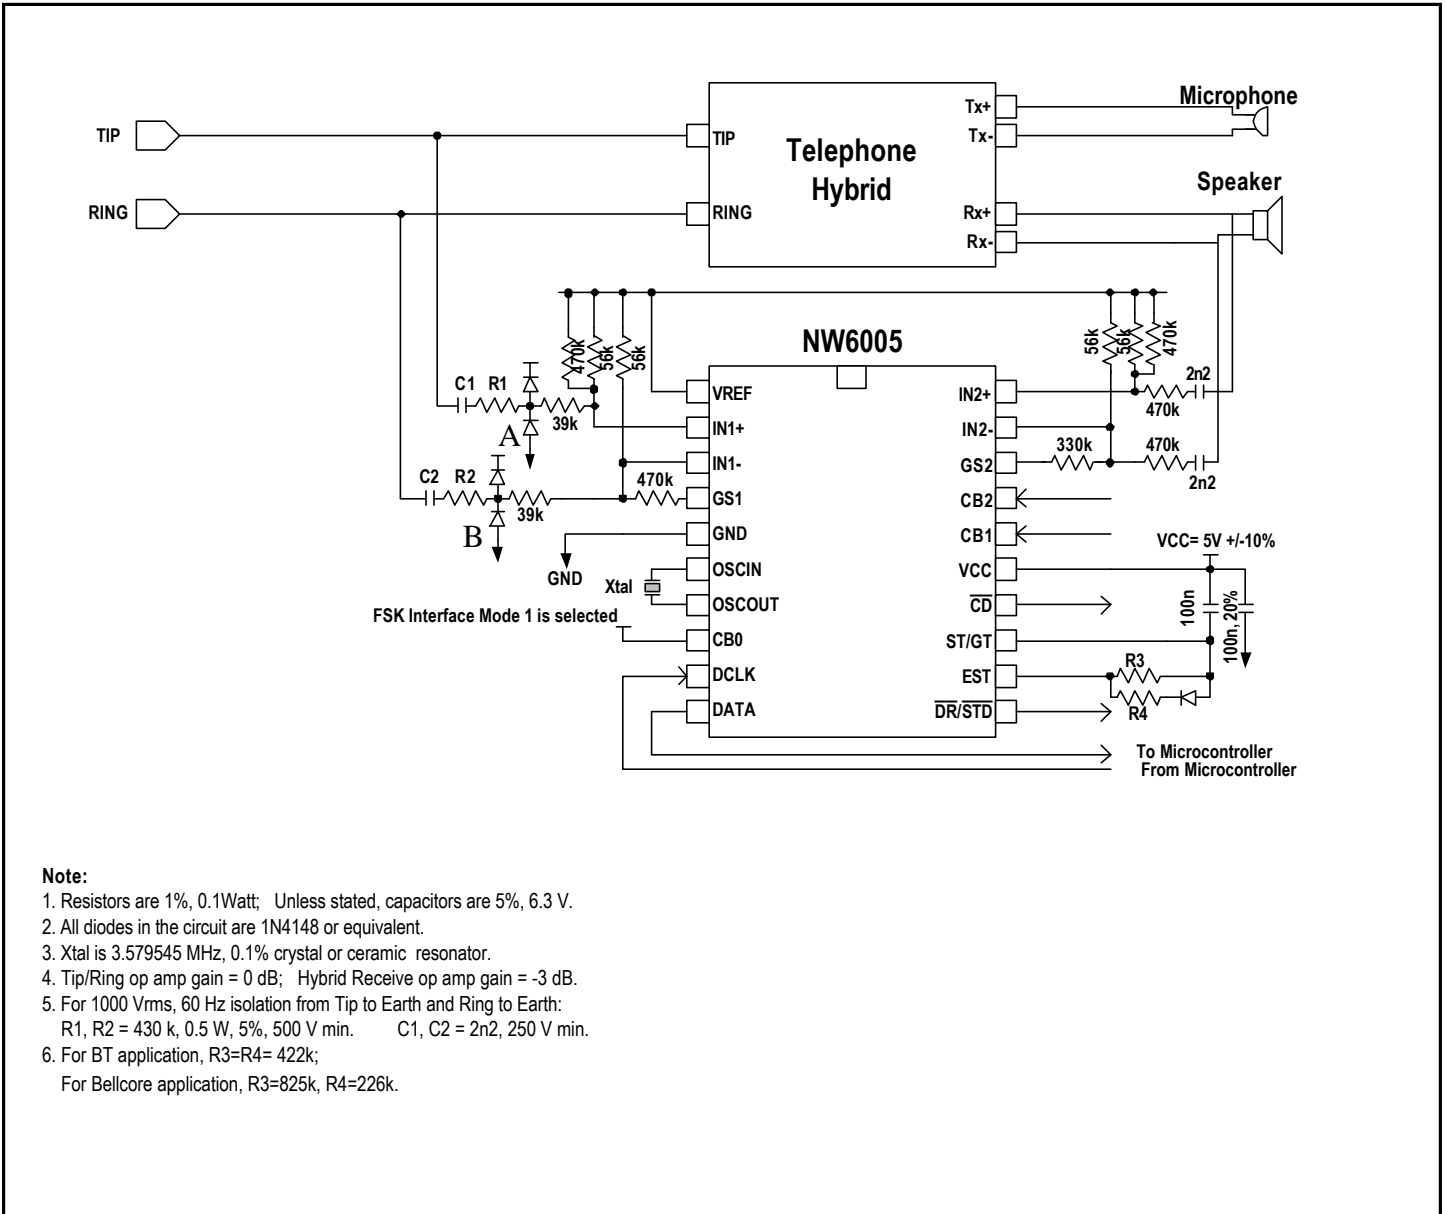 Microphone
Tx+
TIP
TIP
Tx-
Telephone
Hybrid
Speaker
RING
RING
Rx+
Rx-
NW6005
470k
56k
56k
56k
56k
470k
C1
R1
39k
A
VREF
IN2+
2n2
470k
IN1+
IN2-
IN1-
GS2
330k
470k
2n2
C2
R2
39k
B
470k
GS1
CB2
GND
GND
CB1
VCC= 5V +/-10%
Xtal
OSCIN
VCC
OSCOUT
CD
100n
100n, 20%
FSK Interface Mode 1 is selected
CB0
ST/GT
DCLK
EST
R3
R4
DATA
DR/STD
To Microcontroller
From Microcontroller
Note:
1. Resistors are 1%, 0.1Watt; Unless stated, capacitors are 5%, 6.3 V.
2. All diodes in the circuit are 1N4148 or equivalent.
3. Xtal is 3.579545 MHz, 0.1% crystal or ceramic resonator.
4. Tip/Ring op amp gain = 0 dB; Hybrid Receive op amp gain = -3 dB.
5. For 1000 Vrms, 60 Hz isolation from Tip to Earth and Ring to Earth:
R1, R2 = 430 k, 0.5 W, 5%, 500 V min. C1, C2 = 2n2, 250 V min.
6. For BT application, R3=R4= 422k;
For Bellcore application, R3=825k, R4=226k.